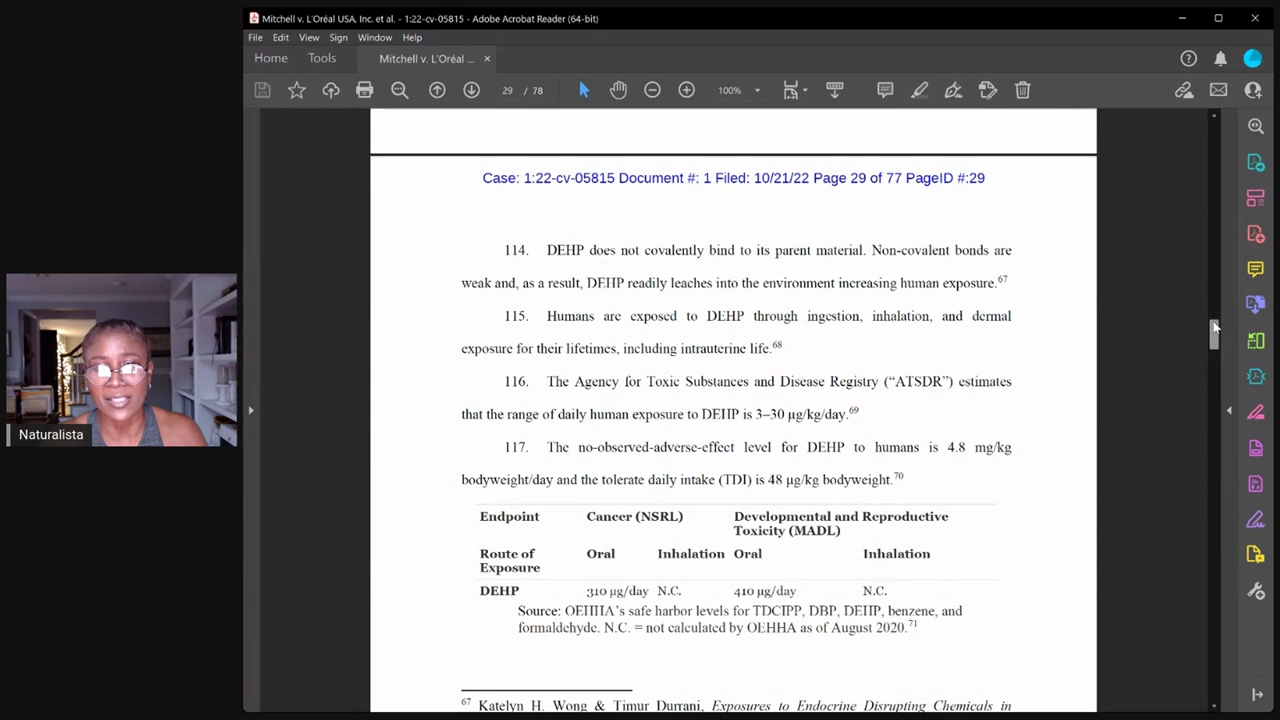 Mitchell v. L'Oréal USA, Inc. et al. - 1:22-cv-05815 - Adobe Acrobat Reader (64-bit)
File Edit View Sign Window Help
Home Tools Mitchell v. L'Oréal ... ×
29 / 78 100%
Case: 1:22-cv-05815 Document #: 1 Filed: 10/21/22 Page 29 of 77 PageID #:29
114. DEHP does not covalently bind to its parent material. Non-covalent bonds are
weak and, as a result, DEHP readily leaches into the environment increasing human exposure.67
115. Humans are exposed to DEHP through ingestion, inhalation, and dermal
exposure for their lifetimes, including intrauterine life.68
116. The Agency for Toxic Substances and Disease Registry (“ATSDR”) estimates
that the range of daily human exposure to DEHP is 3–30 µg/kg/day.69
117. The no-observed-adverse-effect level for DEHP to humans is 4.8 mg/kg
bodyweight/day and the tolerate daily intake (TDI) is 48 µg/kg bodyweight.70
Endpoint Cancer (NSRL) Developmental and Reproductive
Toxicity (MADL)
Route of Oral Inhalation Oral Inhalation
Exposure
DEHP 310 µg/day N.C. 410 µg/day N.C.
Source: OEHHA's safe harbor levels for TDCIPP, DBP, DEHP, benzene, and
formaldehyde. N.C. = not calculated by OEHHA as of August 2020.71
67 Katelyn H. Wong & Timur Durrani, Exposures to Endocrine Disrupting Chemicals in
Naturalista